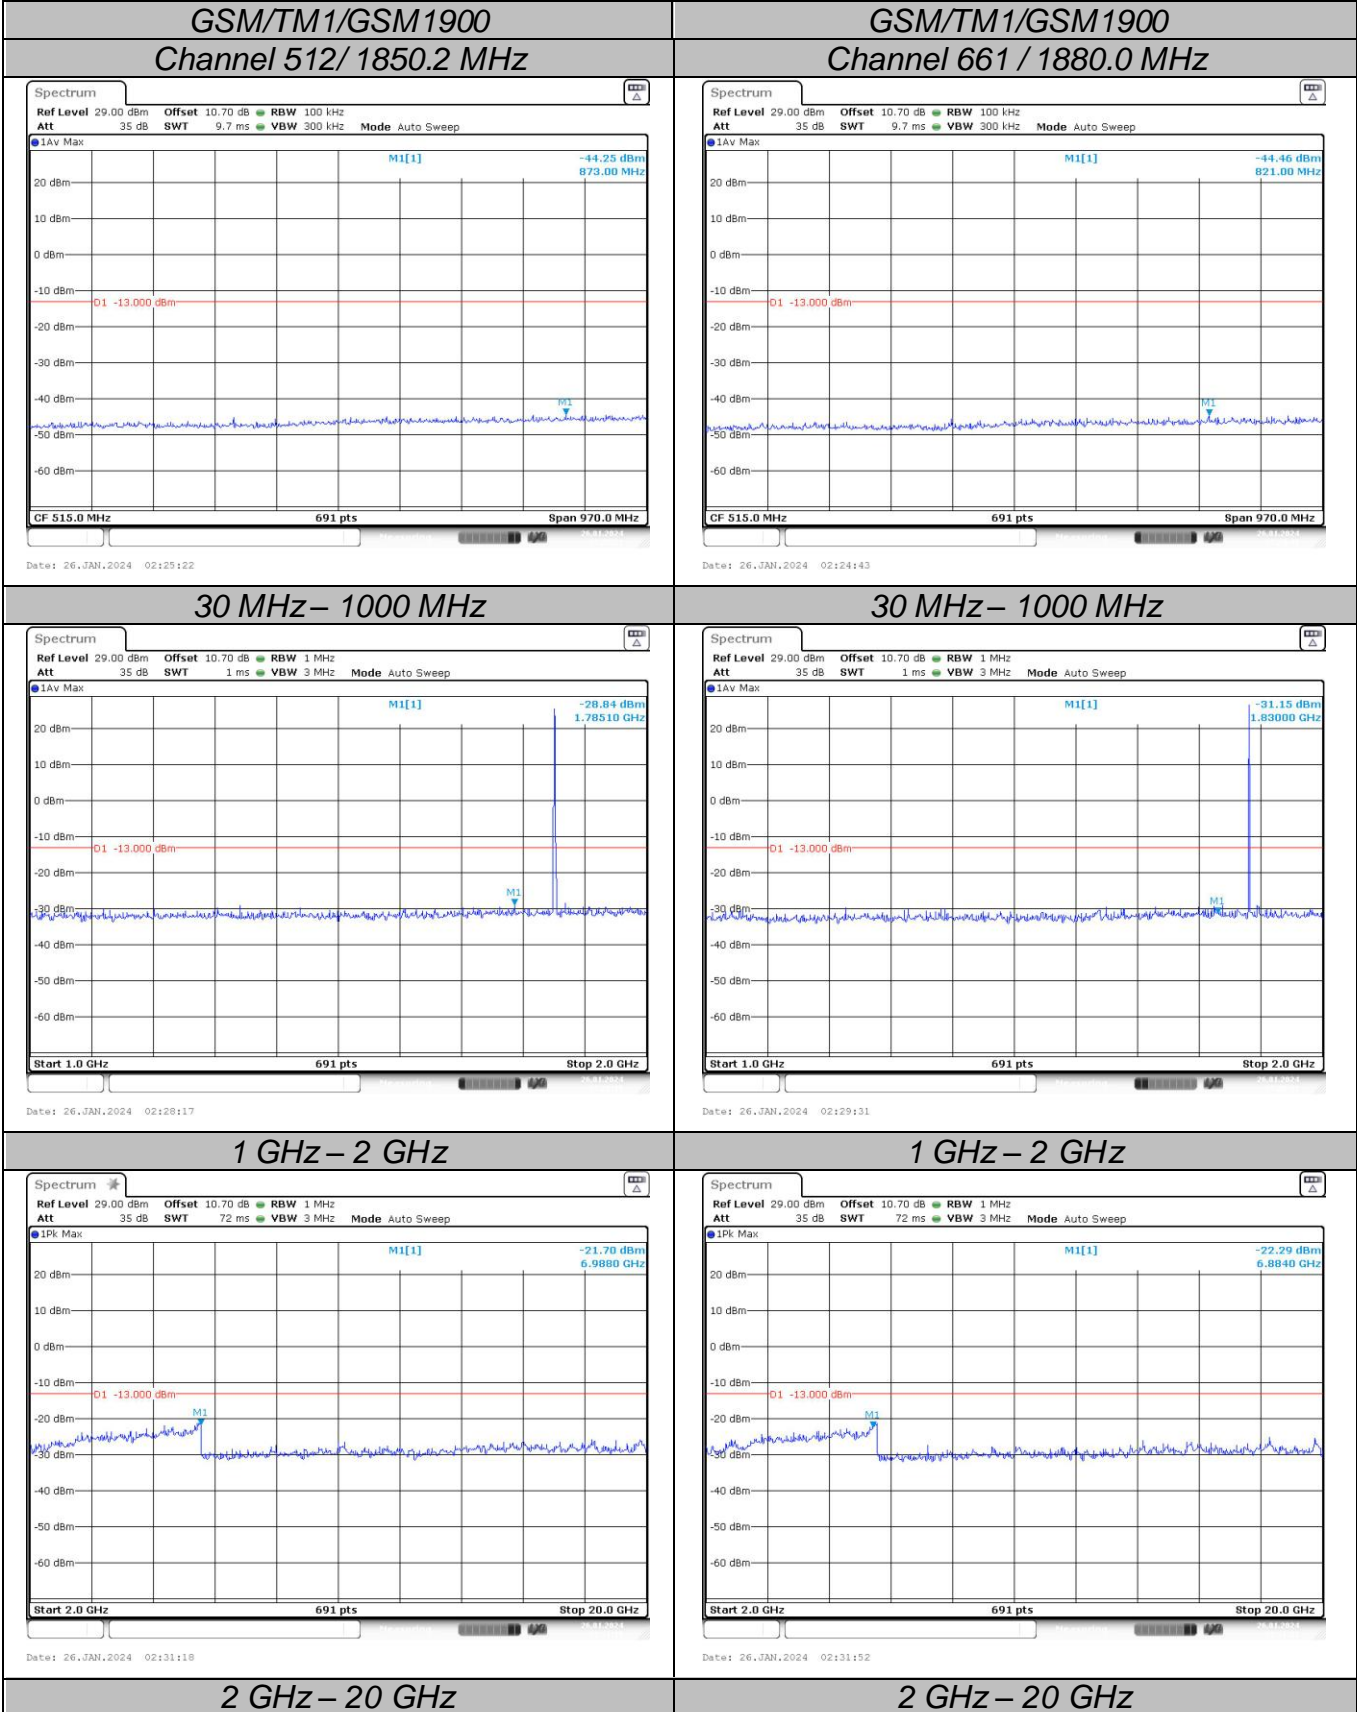 GSM/TM1/GSM1900 GSM/TM1/GSM1900
Channel 512/ 1850.2 MHz Channel 661 / 1880.0 MHz
Spectrum
Ref Level 29.00 dBm Offset 10.70 dB RBW 100 kHz
Att 35 dB SWT 9.7 ms VBW 300 kHz Mode Auto Sweep
1Av Max
M1[1] -44.25 dBm
873.00 MHz
20 dBm
10 dBm
0 dBm
-10 dBm
D1 -13.000 dBm
-20 dBm
-30 dBm
-40 dBm
M1
-50 dBm
-60 dBm
CF 515.0 MHz 691 pts Span 970.0 MHz
Date: 26.JAN.2024 02:25:22
Spectrum
Ref Level 29.00 dBm Offset 10.70 dB RBW 100 kHz
Att 35 dB SWT 9.7 ms VBW 300 kHz Mode Auto Sweep
1Av Max
M1[1] -44.46 dBm
821.00 MHz
20 dBm
10 dBm
0 dBm
-10 dBm
D1 -13.000 dBm
-20 dBm
-30 dBm
-40 dBm
M1
-50 dBm
-60 dBm
CF 515.0 MHz 691 pts Span 970.0 MHz
Date: 26.JAN.2024 02:24:43
30 MHz – 1000 MHz 30 MHz – 1000 MHz
Spectrum
Ref Level 29.00 dBm Offset 10.70 dB RBW 1 MHz
Att 35 dB SWT 1 ms VBW 3 MHz Mode Auto Sweep
1Av Max
M1[1] -28.84 dBm
1.78510 GHz
20 dBm
10 dBm
0 dBm
-10 dBm
D1 -13.000 dBm
-20 dBm
M1
-30 dBm
-40 dBm
-50 dBm
-60 dBm
Start 1.0 GHz 691 pts Stop 2.0 GHz
Date: 26.JAN.2024 02:28:17
Spectrum
Ref Level 29.00 dBm Offset 10.70 dB RBW 1 MHz
Att 35 dB SWT 1 ms VBW 3 MHz Mode Auto Sweep
1Av Max
M1[1] -31.15 dBm
1.83000 GHz
20 dBm
10 dBm
0 dBm
-10 dBm
D1 -13.000 dBm
-20 dBm
M1
-30 dBm
-40 dBm
-50 dBm
-60 dBm
Start 1.0 GHz 691 pts Stop 2.0 GHz
Date: 26.JAN.2024 02:29:31
1 GHz – 2 GHz 1 GHz – 2 GHz
Spectrum
Ref Level 29.00 dBm Offset 10.70 dB RBW 1 MHz
Att 35 dB SWT 72 ms VBW 3 MHz Mode Auto Sweep
1Pk Max
M1[1] -21.70 dBm
6.9880 GHz
20 dBm
10 dBm
0 dBm
-10 dBm
D1 -13.000 dBm
M1
-20 dBm
-30 dBm
-40 dBm
-50 dBm
-60 dBm
Start 2.0 GHz 691 pts Stop 20.0 GHz
Date: 26.JAN.2024 02:31:18
Spectrum
Ref Level 29.00 dBm Offset 10.70 dB RBW 1 MHz
Att 35 dB SWT 72 ms VBW 3 MHz Mode Auto Sweep
1Pk Max
M1[1] -22.29 dBm
6.8840 GHz
20 dBm
10 dBm
0 dBm
-10 dBm
D1 -13.000 dBm
M1
-20 dBm
-30 dBm
-40 dBm
-50 dBm
-60 dBm
Start 2.0 GHz 691 pts Stop 20.0 GHz
Date: 26.JAN.2024 02:31:52
2 GHz – 20 GHz 2 GHz – 20 GHz